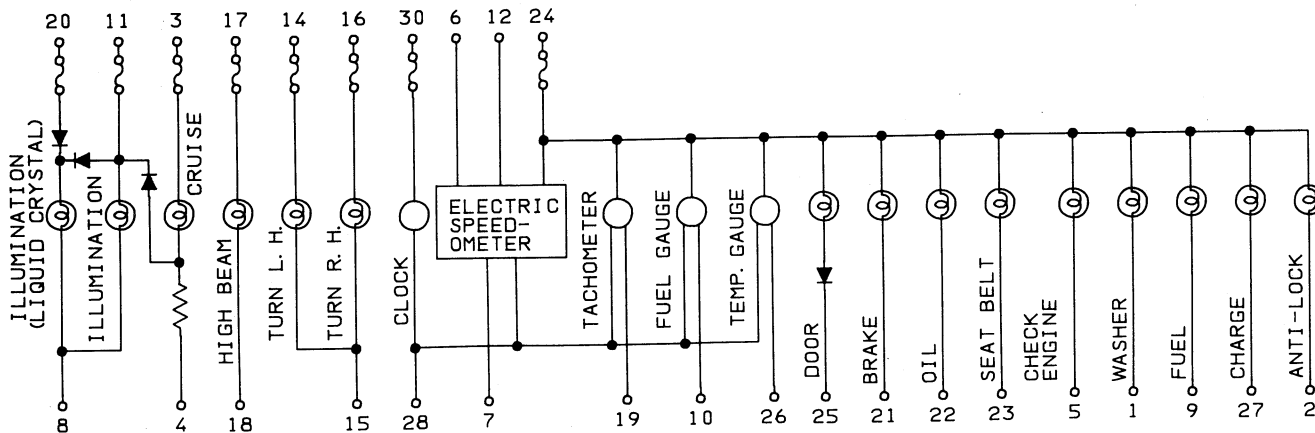 20 11 3 17 14 16 30 6 12 24
ILLUMINATION
(LIQUID CRYSTAL)
ILLUMINATION
CRUISE
HIGH BEAM
TURN L. H.
TURN R. H.
CLOCK
ELECTRIC
SPEED-
OMETER
TACHOMETER
FUEL GAUGE
TEMP. GAUGE
DOOR
BRAKE
OIL
SEAT BELT
CHECK
ENGINE
WASHER
FUEL
CHARGE
ANTI-LOCK
8 4 18 15 28 7 19 10 26 25 21 22 23 5 1 9 27 2